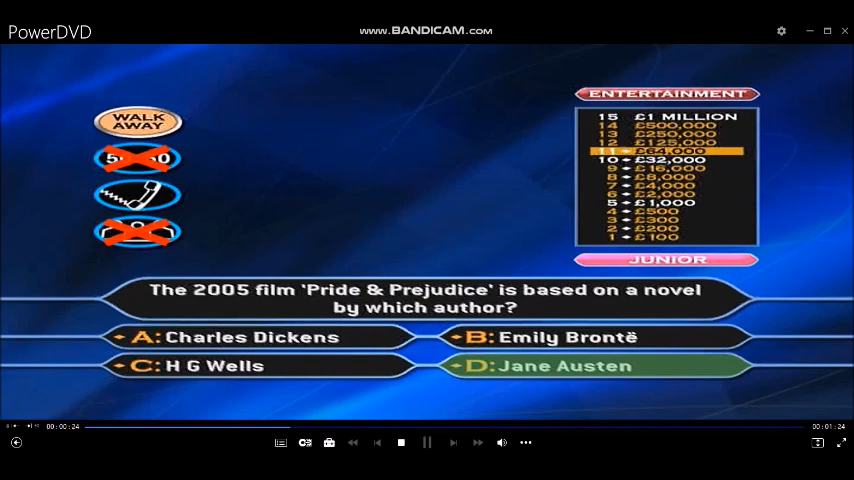 PowerDVD
www.BANDICAM.com
WALK
AWAY
ENTERTAINMENT
15 £1 MILLION
14 £500,000
13 £250,000
12 £125,000
11 £64,000
10 £32,000
9 £16,000
8 £8,000
7 £4,000
6 £2,000
5 £1,000
4 £500
3 £300
2 £200
1 £100
JUNIOR
The 2005 film 'Pride & Prejudice' is based on a novel
by which author?
A: Charles Dickens
B: Emily Brontë
C: H G Wells
D: Jane Austen
00:00:24
00:01:24